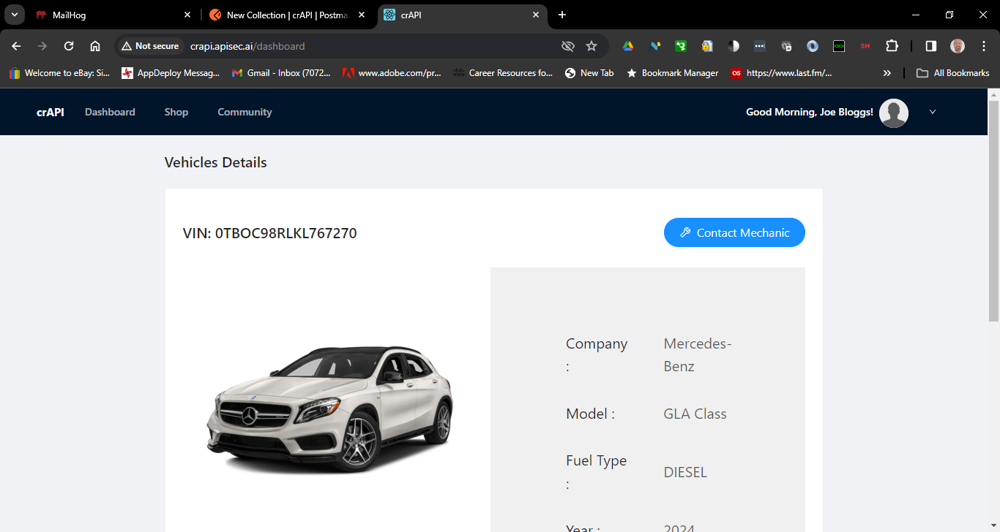 MailHog
New Collection | crAPI | Postma
crAPI
Not secure
crapi.apisec.ai/dashboard
SH
Welcome to eBay: Si...
AppDeploy Messag...
Gmail - Inbox (7072...
www.adobe.com/pr...
Career Resources fo...
New Tab
Bookmark Manager
OS
https://www.last.fm/...
All Bookmarks
crAPI
Dashboard
Shop
Community
Good Morning, Joe Bloggs!
Vehicles Details
VIN: 0TBOC98RLKL767270
Contact Mechanic
Company
:
Mercedes-
Benz
Model :
GLA Class
Fuel Type
:
DIESEL
Year :
2024